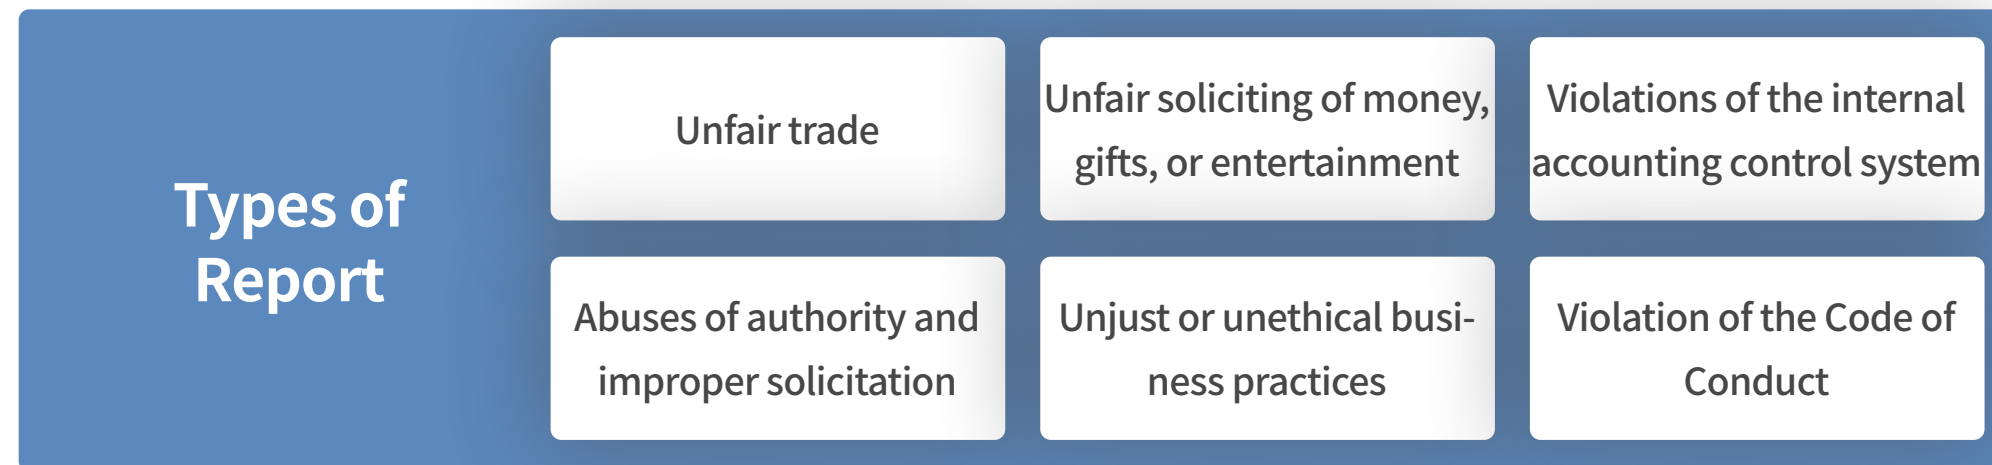 Types of
Report
Unfair trade
Unfair soliciting of money,
gifts, or entertainment
Violations of the internal
accounting control system
Abuses of authority and
improper solicitation
Unjust or unethical busi-
ness practices
Violation of the Code of
Conduct